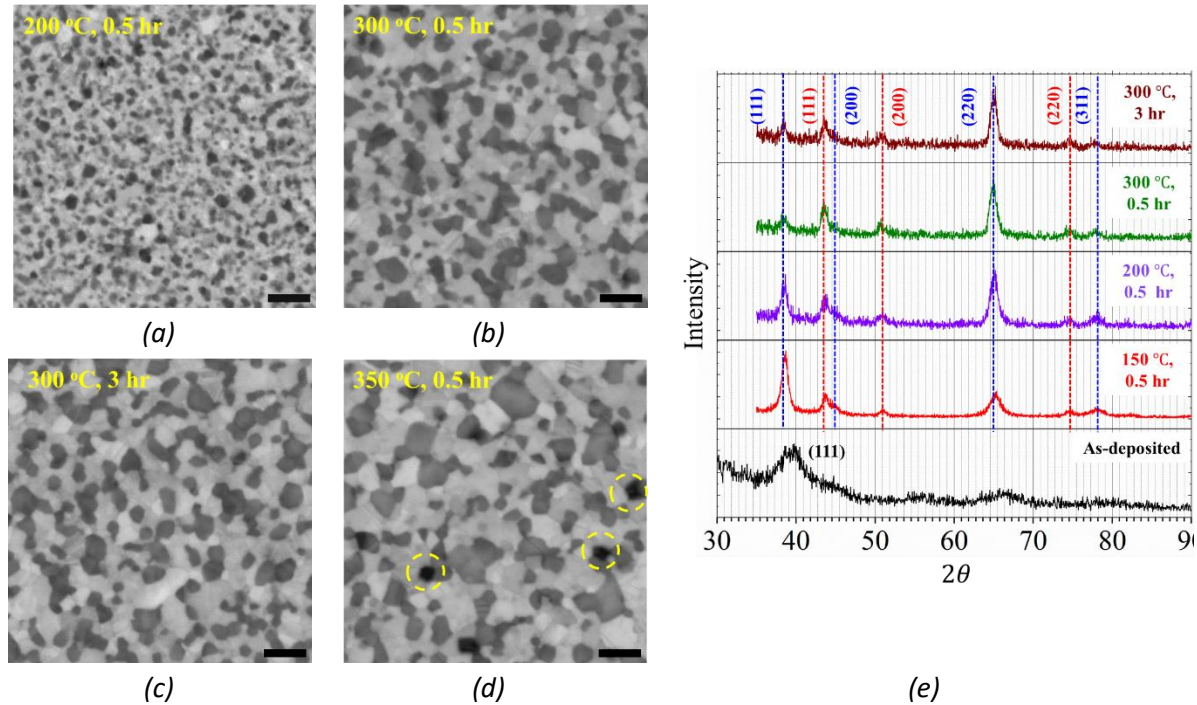 200 °C, 0.5 hr
300 °C, 0.5 hr
(a)
(b)
300 °C, 3 hr
350 °C, 0.5 hr
(c)
(d)
Intensity
(111)
(111)
(200)
(200)
(220)
(220)
(311)
300 ℃,
3 hr
300 ℃,
0.5 hr
200 ℃,
0.5 hr
150 ℃,
0.5 hr
(111)
As-deposited
30 40 50 60 70 80 90
2θ
(e)